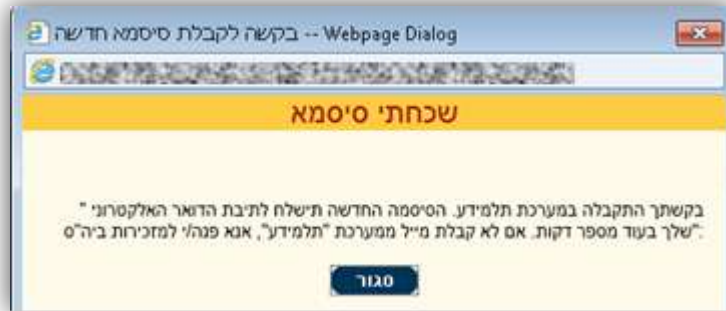 בקשה לקבלת סיסמא חדשה -- Webpage Dialog
שכחתי סיסמא
בקשתך התקבלה במערכת תלמידע. הסיסמה החדשה תישלח לתיבת הדואר האלקטרוני "
:"שלך בעוד מספר דקות. אם לא קבלת מייל ממערכת "תלמידע", אנא פנה/י למזכירות ביה"ס
סגור